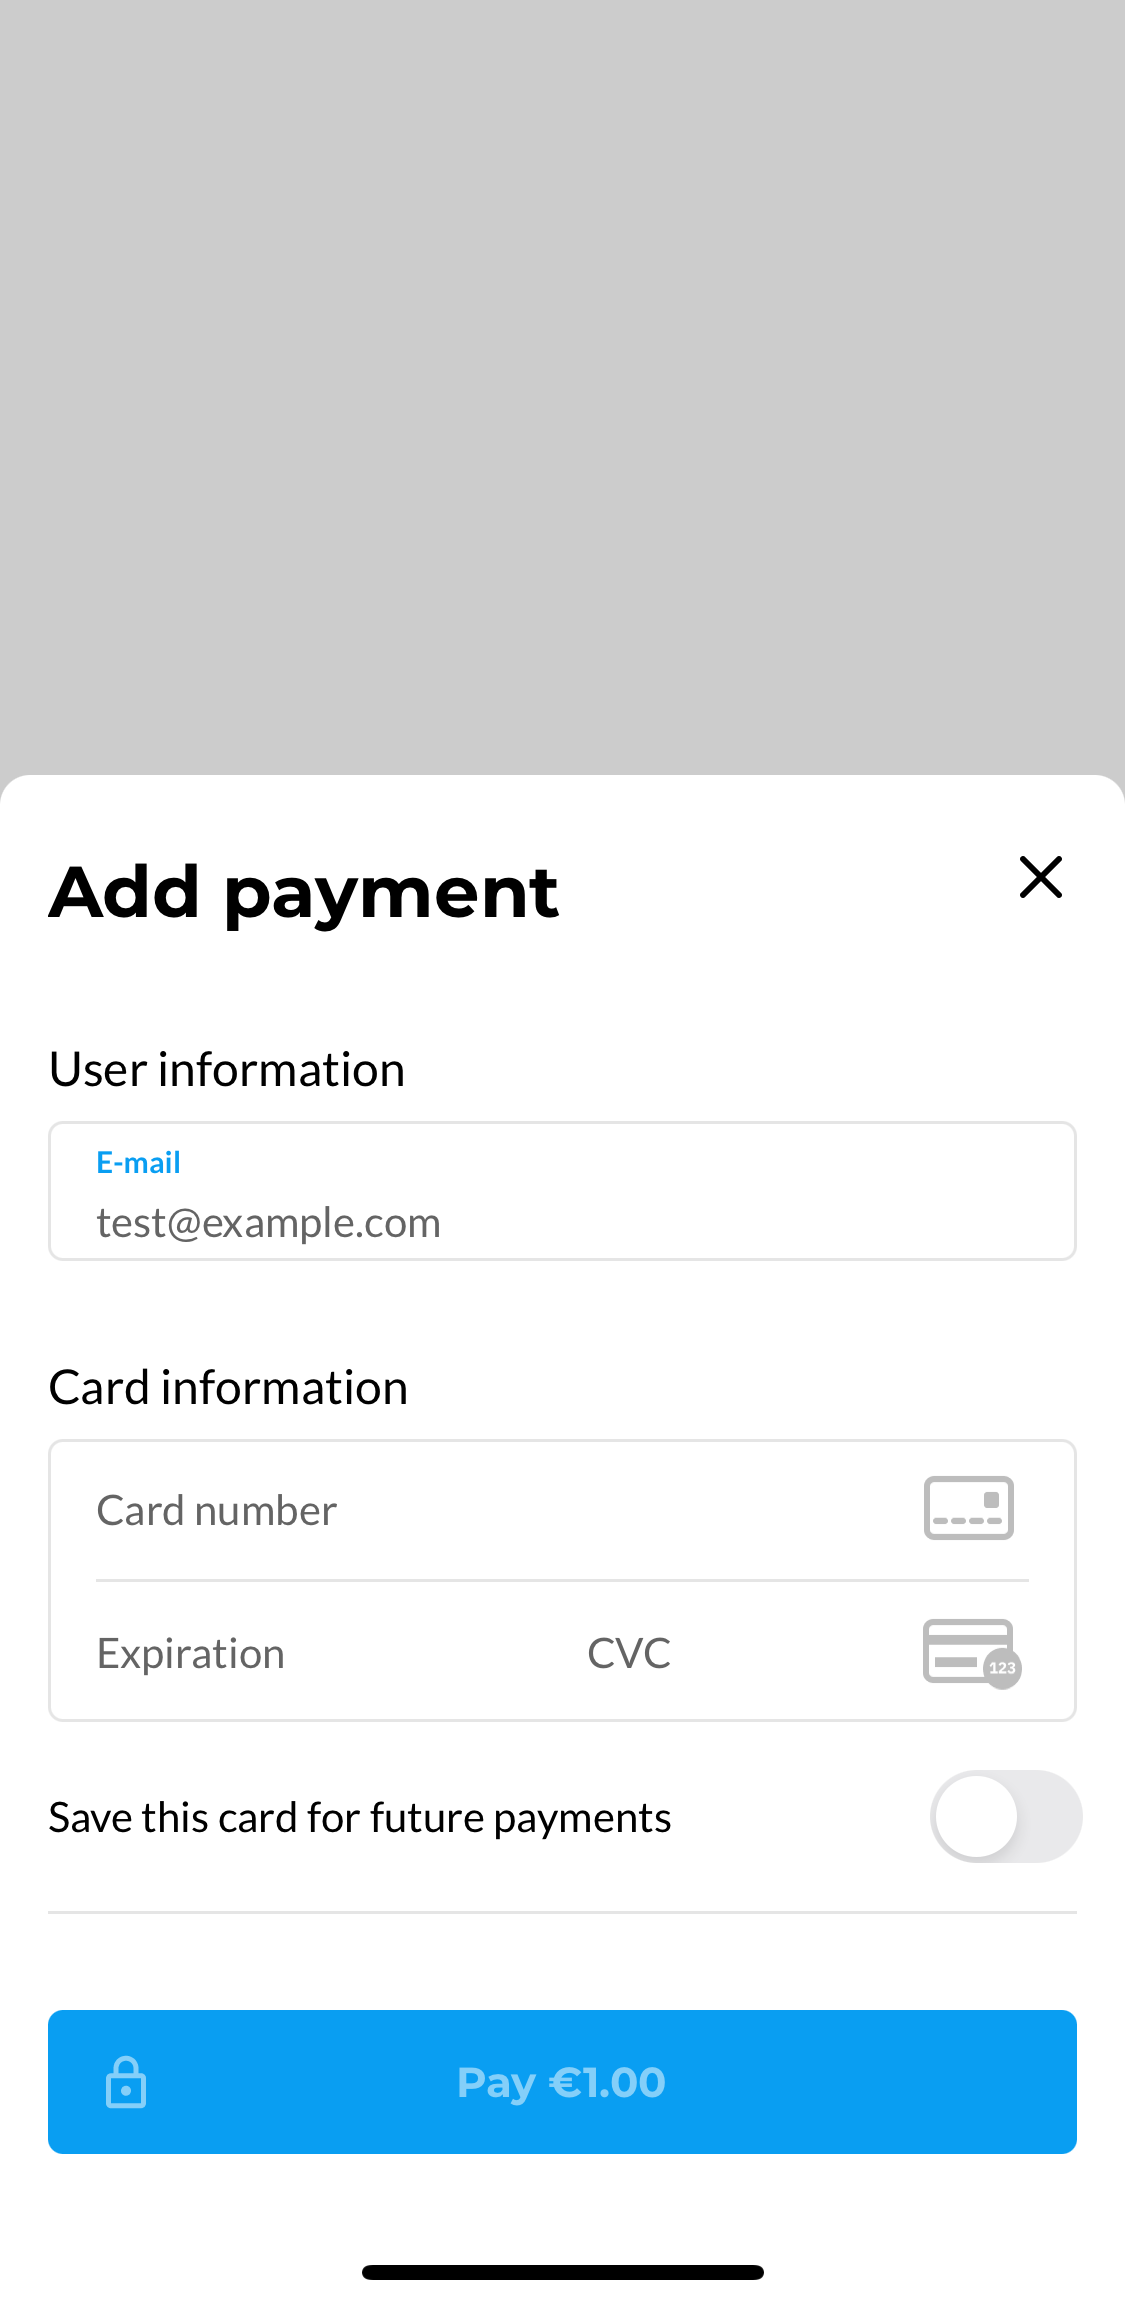 Add payment
User information
E-mail
test@example.com
Card information
Card number
Expiration CVC
123
Save this card for future payments
Pay €1.00